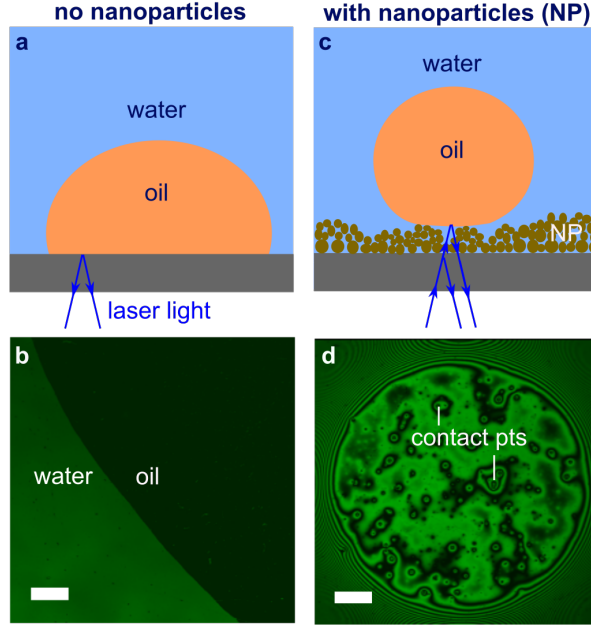 no nanoparticles
with nanoparticles (NP)
a
water
oil
laser light
c
water
oil
NP
b
water
oil
d
contact pts